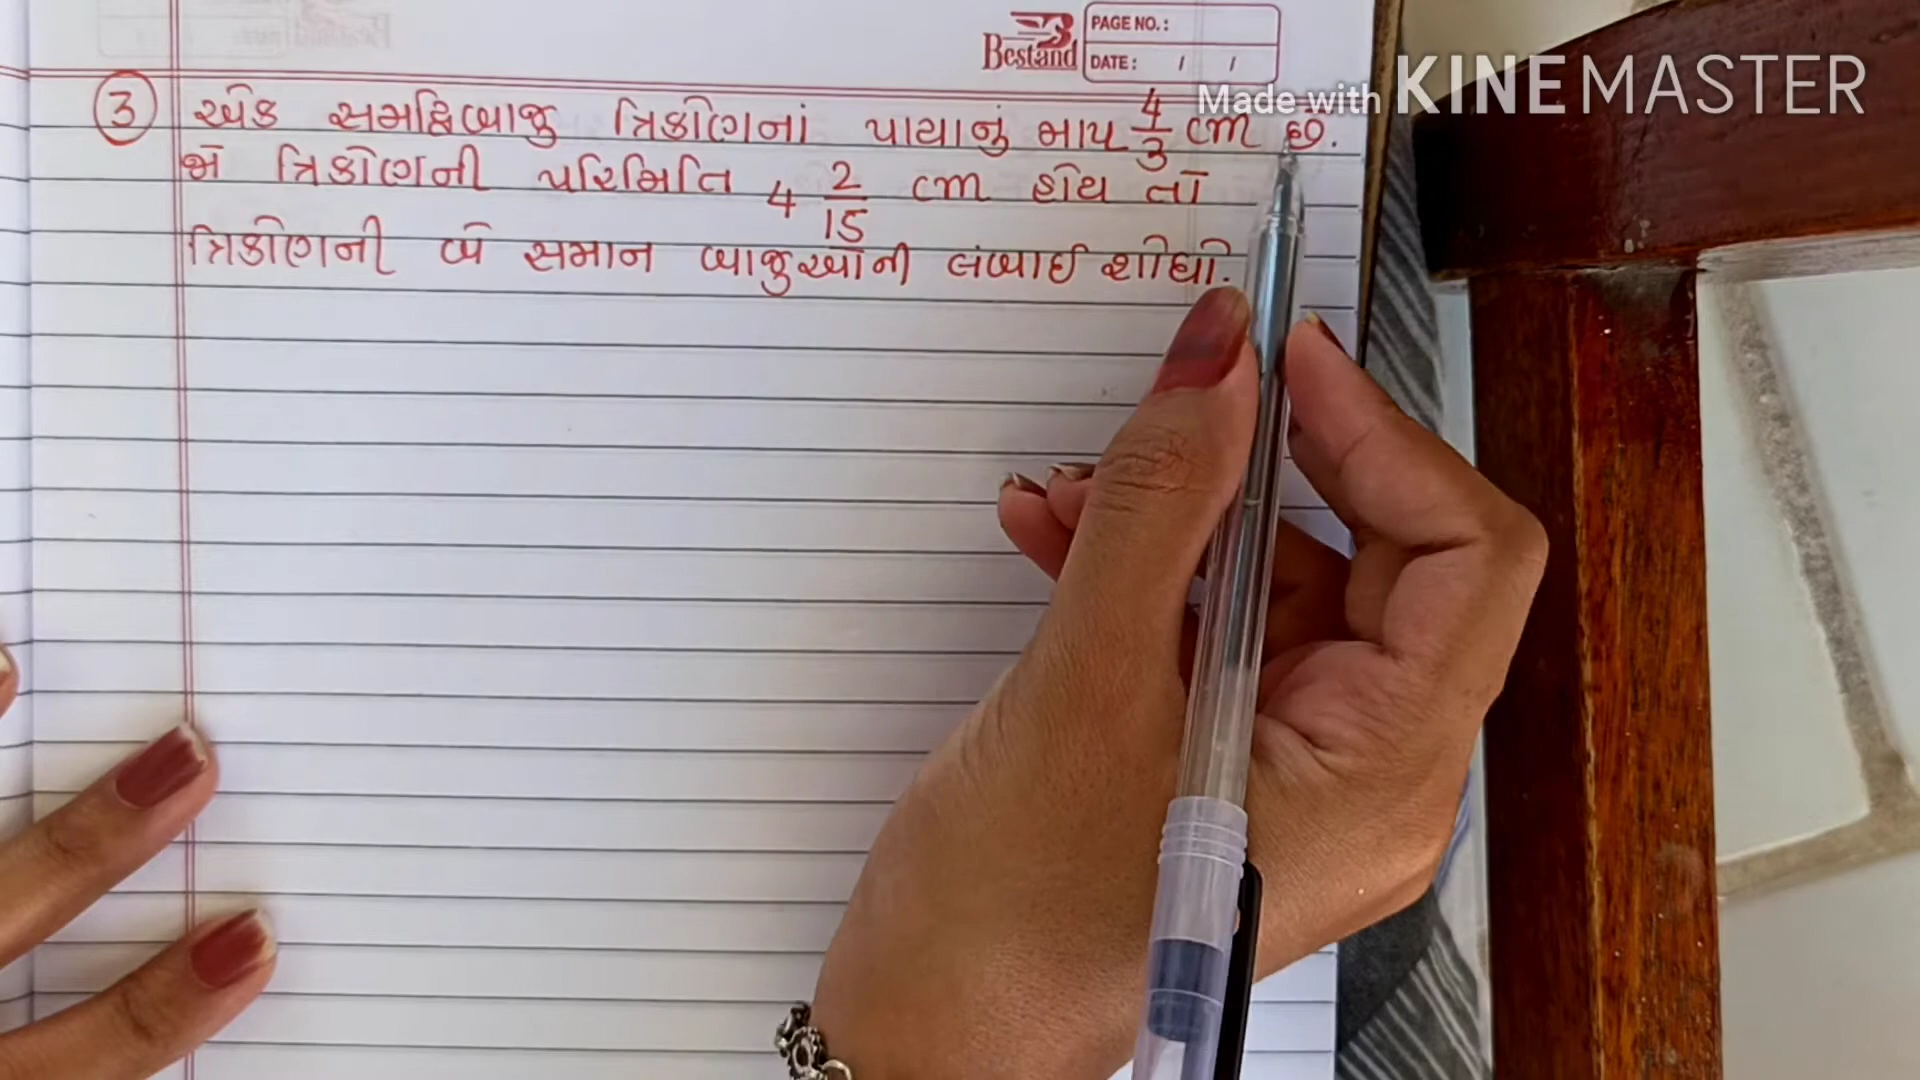 Bestand
PAGE NO. :
DATE : / /
Made with KINEMASTER
3 એક સમદ્વિબાજુ ત્રિકોણનાં પાયાનું માપ 4/3 cm છે.
જો ત્રિકોણની પરિમિતિ 4 2/15 cm હોય તો
ત્રિકોણની બે સમાન બાજુઓની લંબાઈ શોધો.